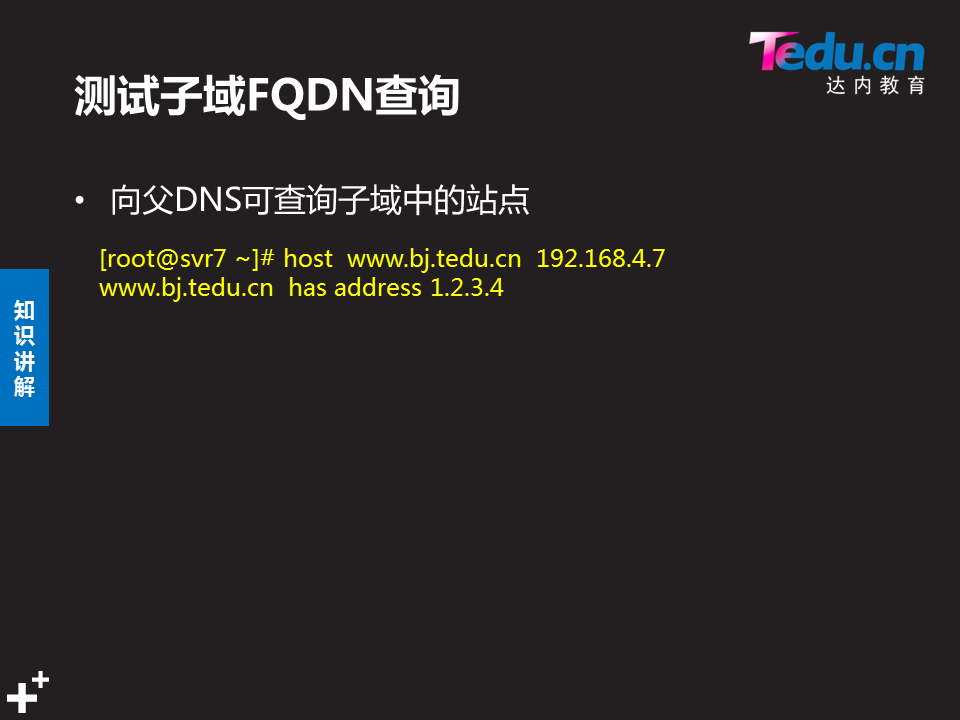 Tedu.cn
达内教育
测试子域FQDN查询
• 向父DNS可查询子域中的站点
[root@svr7 ~]# host  www.bj.tedu.cn  192.168.4.7
www.bj.tedu.cn  has address 1.2.3.4
知识讲解